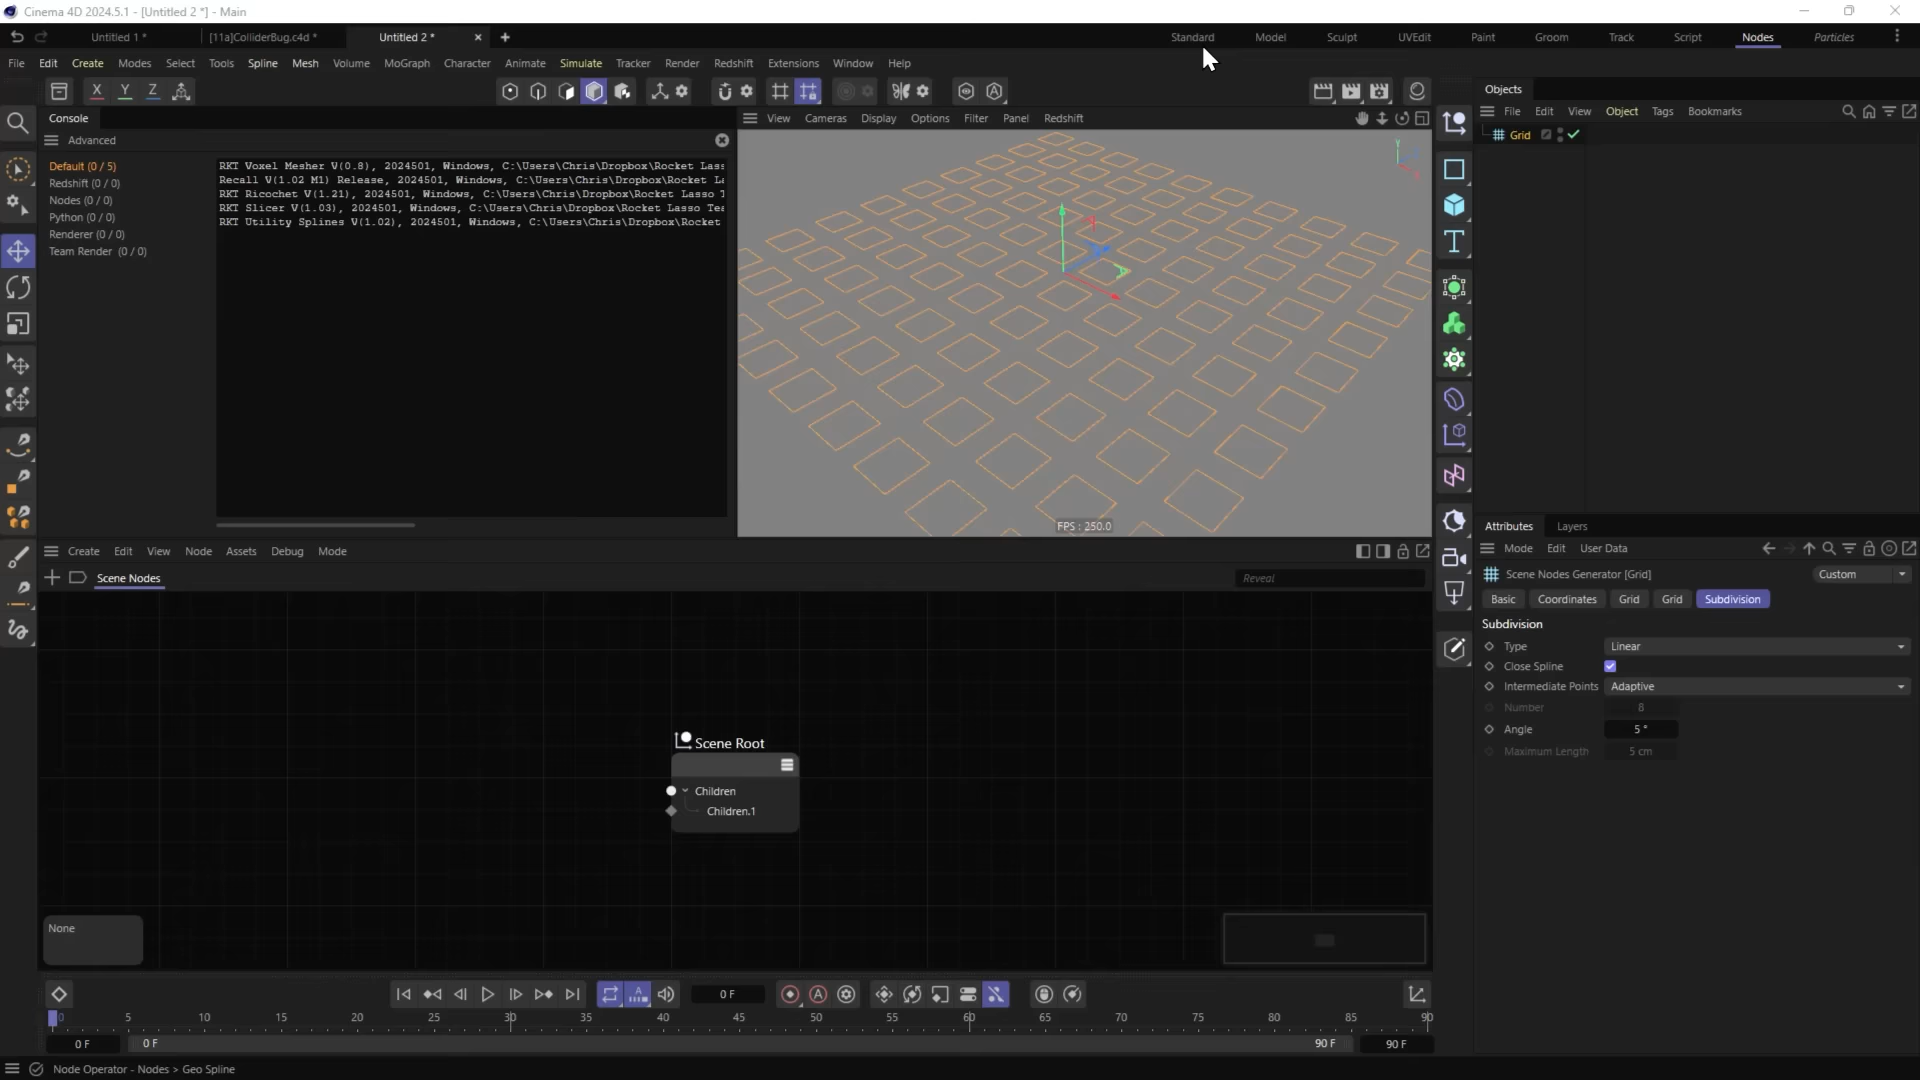 Cinema 4D 2024.5.1 - [Untitled 2 *] - Main
Untitled 1 *
[11a]ColliderBug.c4d *
Untitled 2 *
Standard
Model
Sculpt
UVEdit
Paint
Groom
Track
Script
Nodes
Particles
File Edit Create Modes Select Tools Spline Mesh Volume MoGraph Character Animate Simulate Tracker Render Redshift Extensions Window Help
X Y Z
Console
Advanced
Default (0 / 5)
Redshift (0 / 0)
Nodes (0 / 0)
Python (0 / 0)
Renderer (0 / 0)
Team Render (0 / 0)
RKT Voxel Mesher V(0.8), 2024501, Windows, C:\Users\Chris\Dropbox\Rocket Lass
Recall V(1.02 M1) Release, 2024501, Windows, C:\Users\Chris\Dropbox\Rocket La
RKT Ricochet V(1.21), 2024501, Windows, C:\Users\Chris\Dropbox\Rocket Lasso T
RKT Slicer V(1.03), 2024501, Windows, C:\Users\Chris\Dropbox\Rocket Lasso Tea
RKT Utility Splines V(1.02), 2024501, Windows, C:\Users\Chris\Dropbox\Rocket
View Cameras Display Options Filter Panel Redshift
Y
FPS : 250.0
Objects
File Edit View Object Tags Bookmarks
Grid
Create Edit View Node Assets Debug Mode
Scene Nodes
Reveal
Scene Root
Children
Children.1
None
Attributes
Layers
Mode Edit User Data
Scene Nodes Generator [Grid]
Custom
Basic
Coordinates
Grid
Grid
Subdivision
Subdivision
Type
Linear
Close Spline
Intermediate Points
Adaptive
Number
8
Angle
5 °
Maximum Length
5 cm
0 F
0 5 10 15 20 25 30 35 40 45 50 55 60 65 70 75 80 85 90
0 F
0 F
90 F
90 F
Node Operator - Nodes > Geo Spline